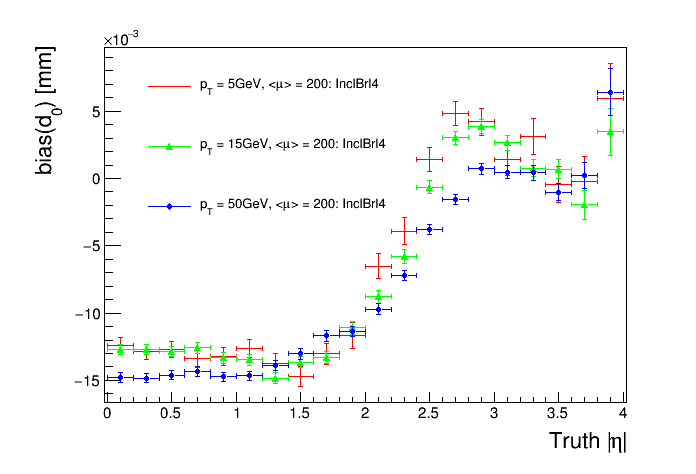 ×10⁻³
bias(d₀) [mm]
p_T = 5GeV, <μ> = 200: InclBrl4
p_T = 15GeV, <μ> = 200: InclBrl4
p_T = 50GeV, <μ> = 200: InclBrl4
5
0
−5
−10
−15
0 0.5 1 1.5 2 2.5 3 3.5 4
Truth |η|